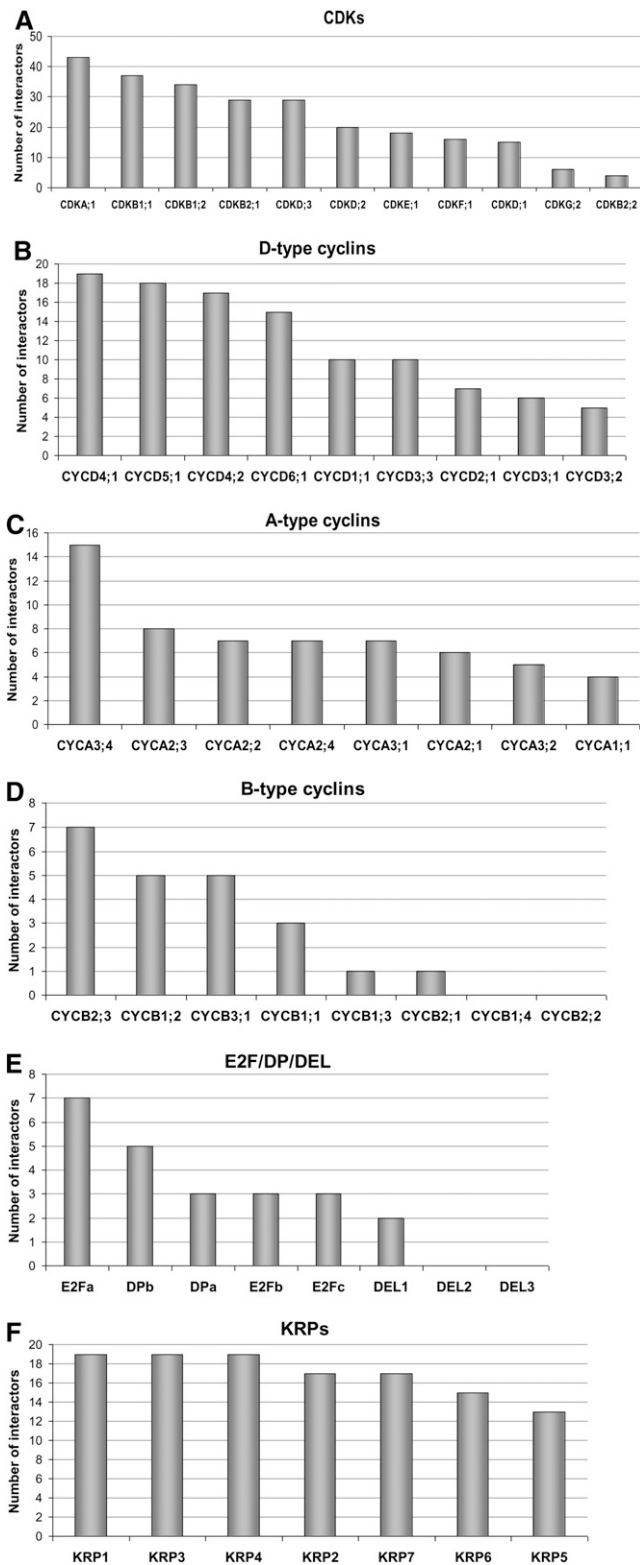 A
CDKs
Number of interactors
50
40
30
20
10
0
CDKA;1 CDKB1;1 CDKB1;2 CDKB2;1 CDKD;3 CDKD;2 CDKE;1 CDKF;1 CDKD;1 CDKG;2 CDKB2;2
B
D-type cyclins
Number of interactors
20
18
16
14
12
10
8
6
4
2
0
CYCD4;1 CYCD5;1 CYCD4;2 CYCD6;1 CYCD1;1 CYCD3;3 CYCD2;1 CYCD3;1 CYCD3;2
C
A-type cyclins
Number of interactors
16
14
12
10
8
6
4
2
0
CYCA3;4 CYCA2;3 CYCA2;2 CYCA2;4 CYCA3;1 CYCA2;1 CYCA3;2 CYCA1;1
D
B-type cyclins
Number of interactors
8
7
6
5
4
3
2
1
0
CYCB2;3 CYCB1;2 CYCB3;1 CYCB1;1 CYCB1;3 CYCB2;1 CYCB1;4 CYCB2;2
E
E2F/DP/DEL
Number of interactors
8
7
6
5
4
3
2
1
0
E2Fa DPb DPa E2Fb E2Fc DEL1 DEL2 DEL3
F
KRPs
Number of interactors
20
18
16
14
12
10
8
6
4
2
0
KRP1 KRP3 KRP4 KRP2 KRP7 KRP6 KRP5